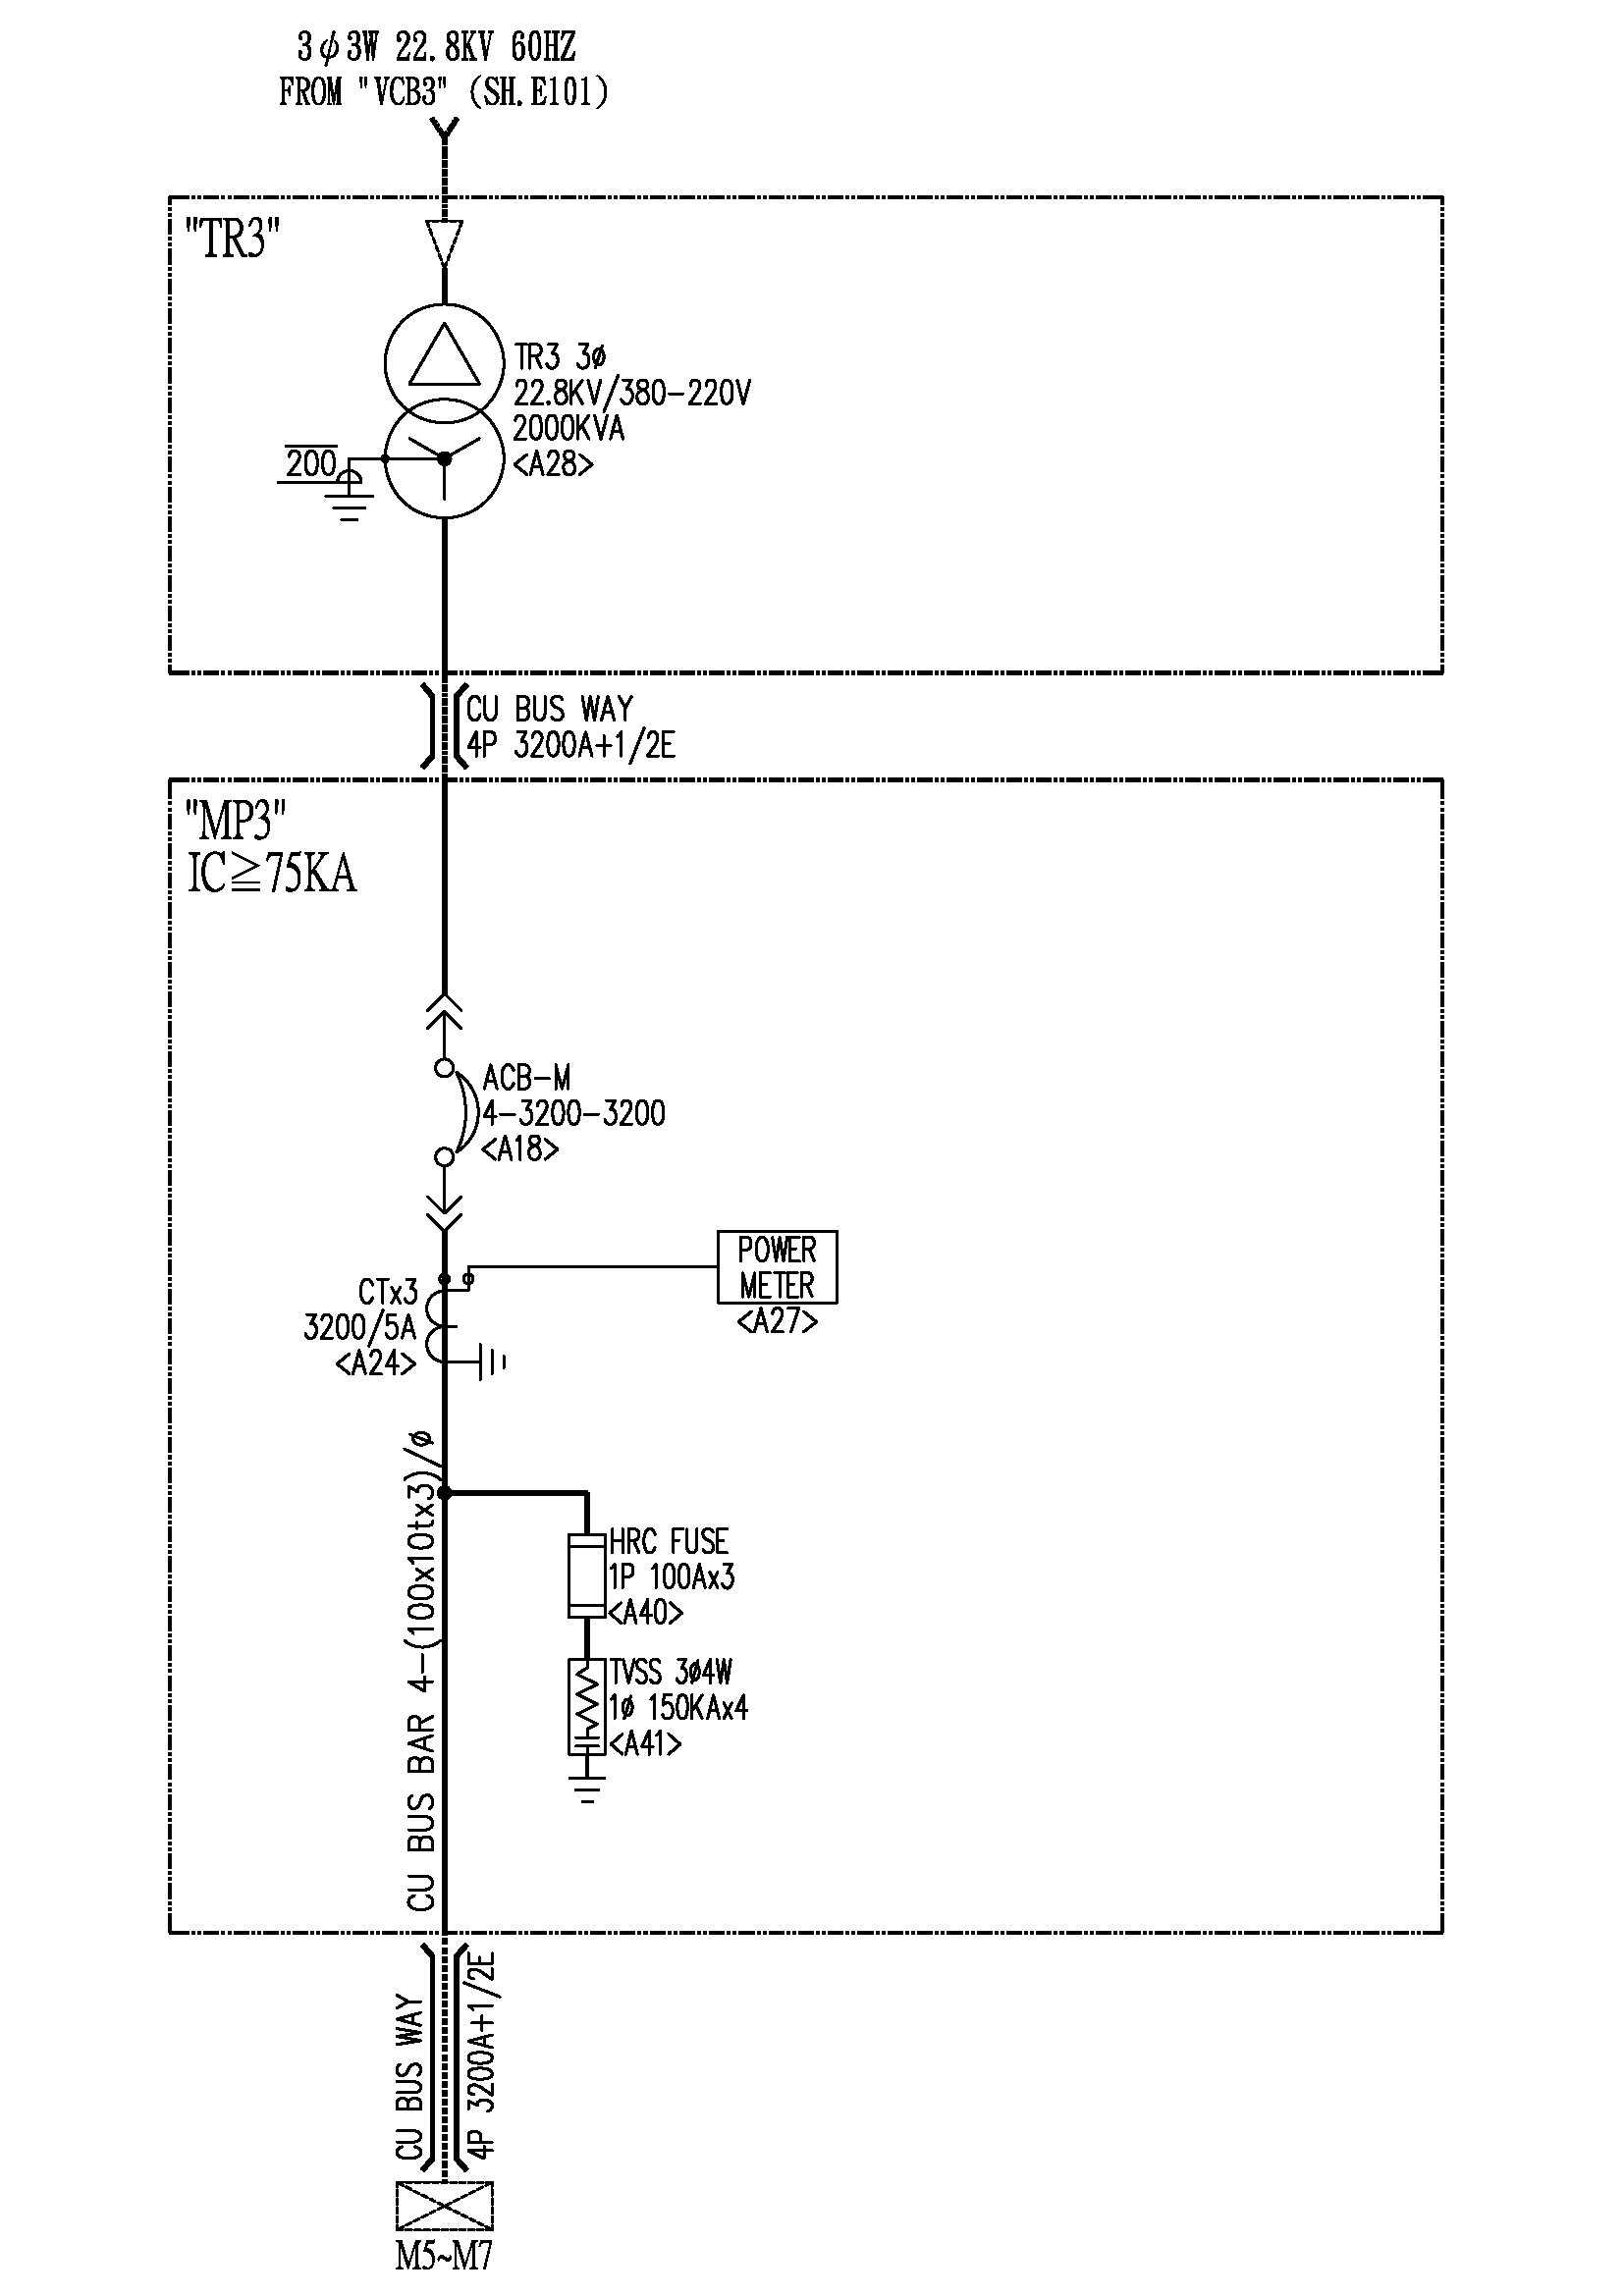 3φ3W 22.8KV 60HZ
FROM "VCB3" (SH.E101)
"TR3"
TR3 3ø
22.8KV/380-220V
2000KVA
<A28>
200
CU BUS WAY
4P 3200A+1/2E
"MP3"
IC≧75KA
ACB-M
4-3200-3200
<A18>
POWER
METER
<A27>
CTx3
3200/5A
<A24>
CU BUS BAR 4-(100x10tx3)/ø
HRC FUSE
1P 100Ax3
<A40>
TVSS 3ø4W
1ø 150KAx4
<A41>
CU BUS WAY
4P 3200A+1/2E
M5~M7